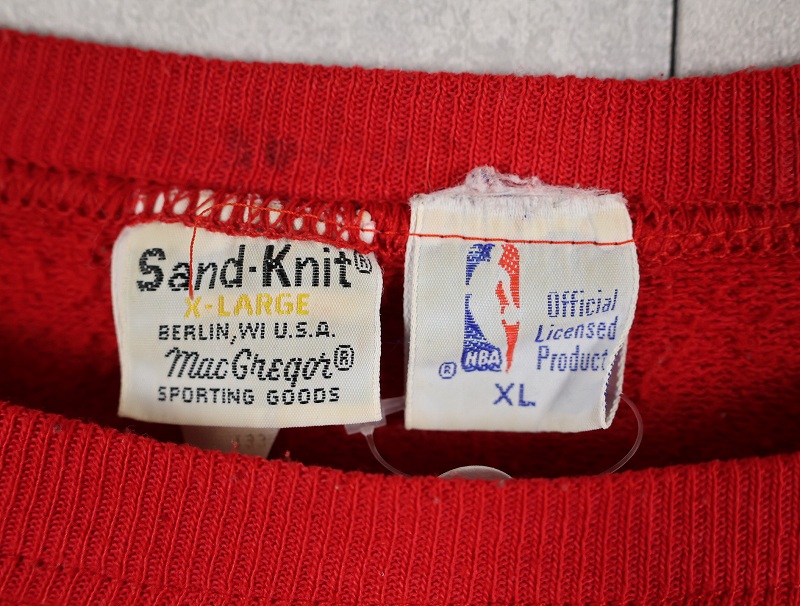 Sand-Knit®
X-LARGE
BERLIN, WI U.S.A.
MacGregor®
SPORTING GOODS
NBA
®
Official
Licensed
Product
XL